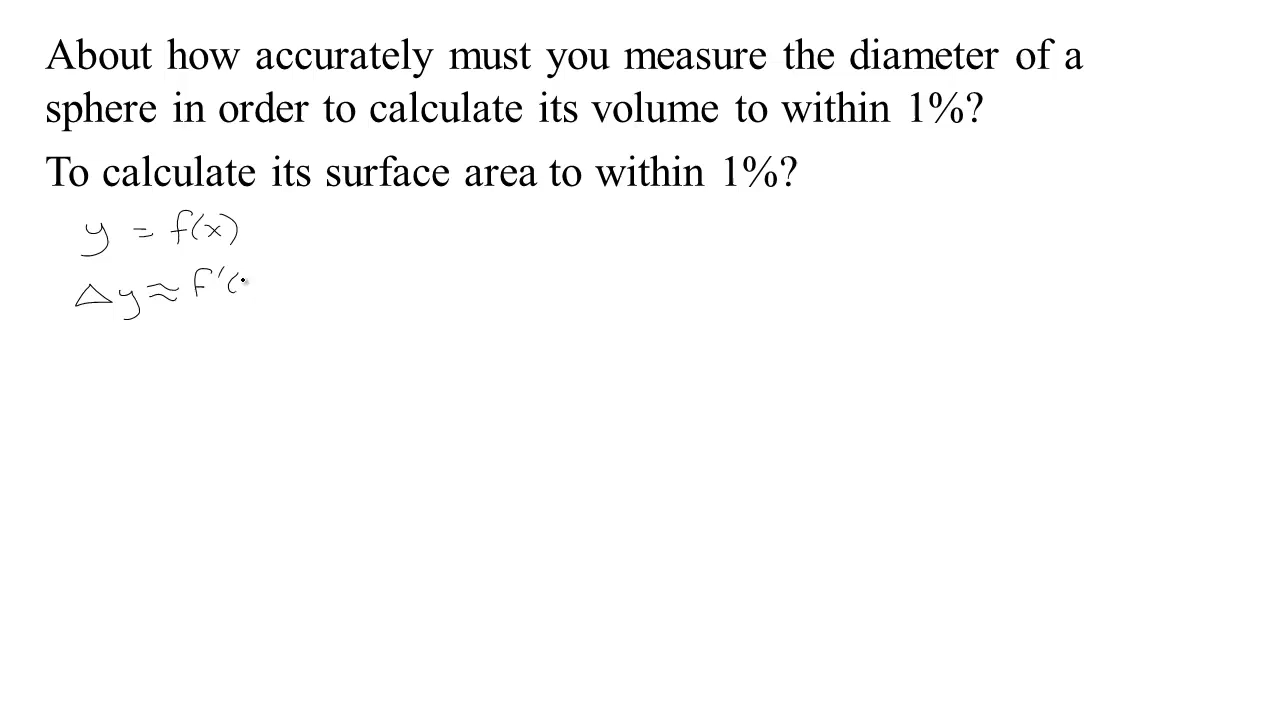 About how accurately must you measure the diameter of a
sphere in order to calculate its volume to within 1%?
To calculate its surface area to within 1%?
y = f(x)
Δy ≈ f'(